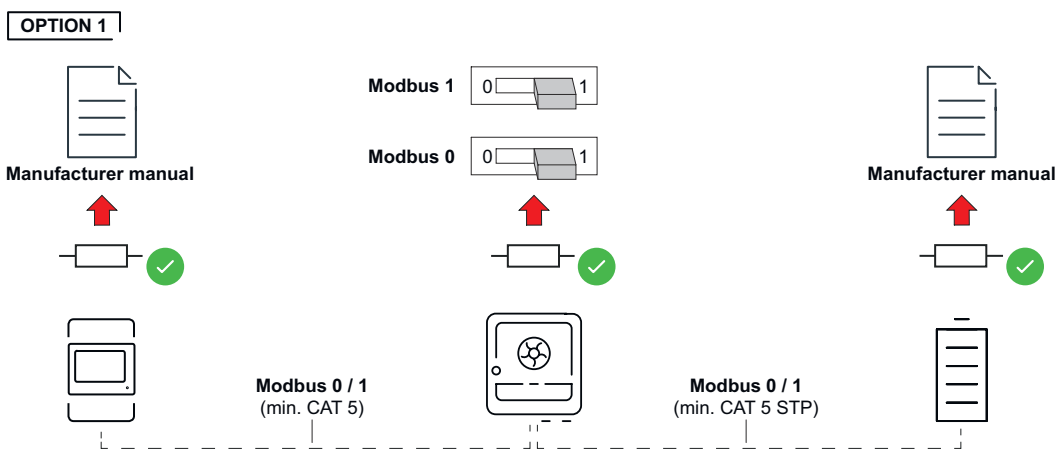 OPTION 1
Modbus 1 0 1
Modbus 0 0 1
Manufacturer manual
Manufacturer manual
Modbus 0 / 1
(min. CAT 5)
Modbus 0 / 1
(min. CAT 5 STP)